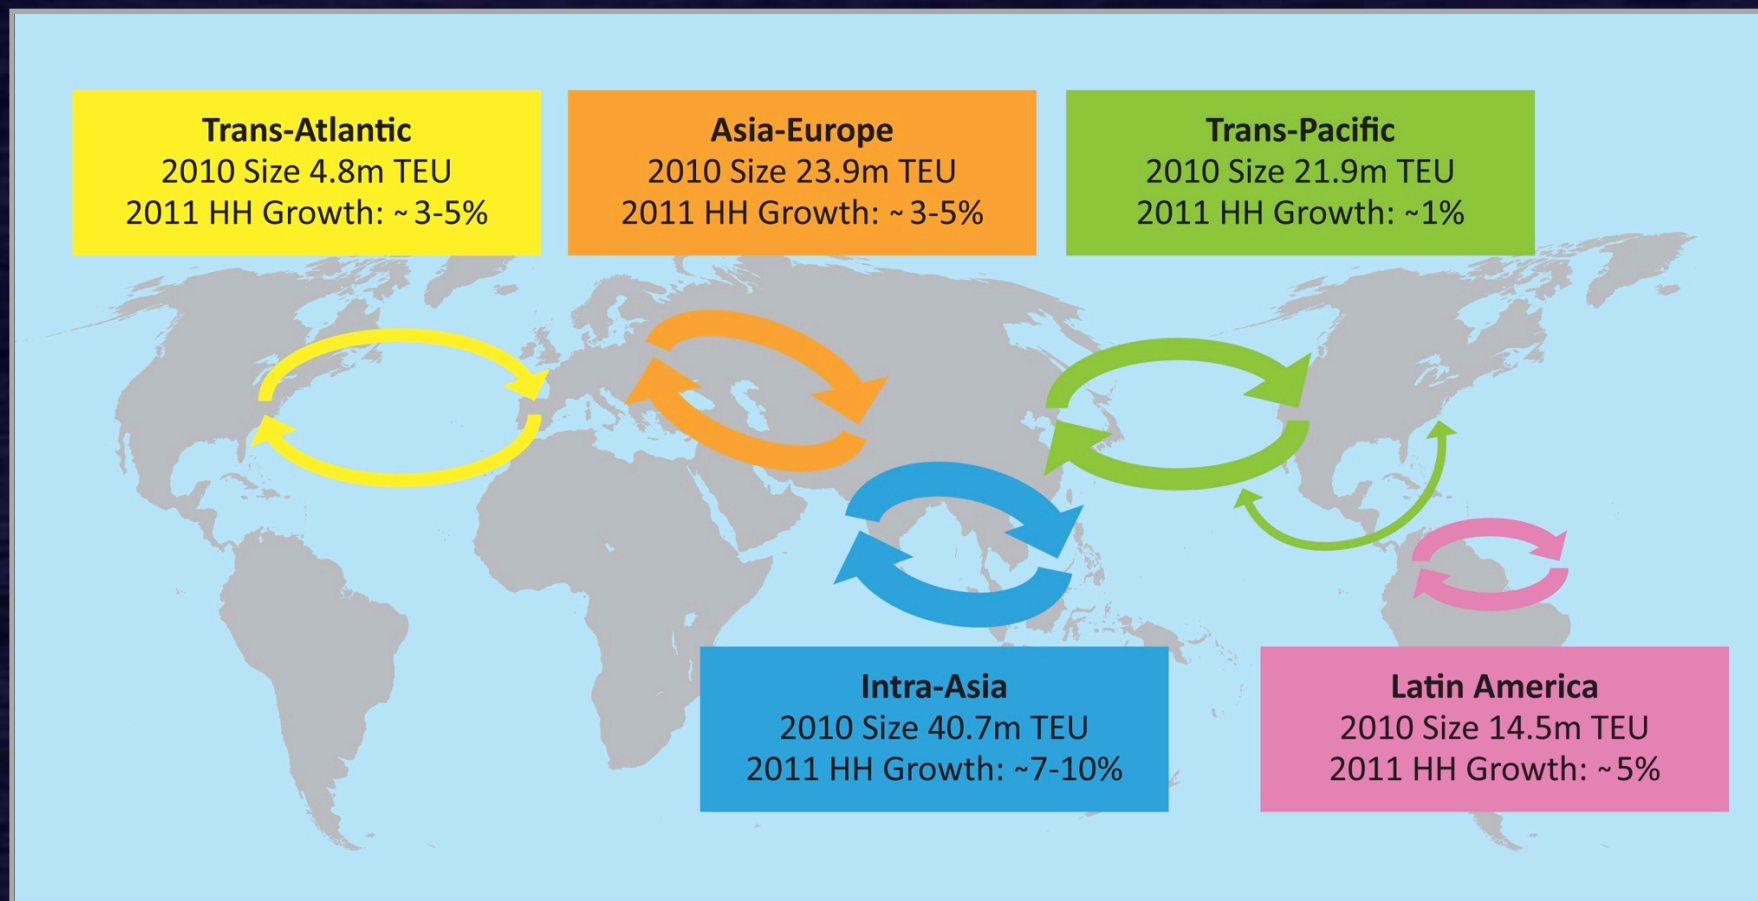 Trans-Atlantic
2010 Size 4.8m TEU
2011 HH Growth: ~ 3-5%
Asia-Europe
2010 Size 23.9m TEU
2011 HH Growth: ~ 3-5%
Trans-Pacific
2010 Size 21.9m TEU
2011 HH Growth: ~1%
Intra-Asia
2010 Size 40.7m TEU
2011 HH Growth: ~7-10%
Latin America
2010 Size 14.5m TEU
2011 HH Growth: ~ 5%